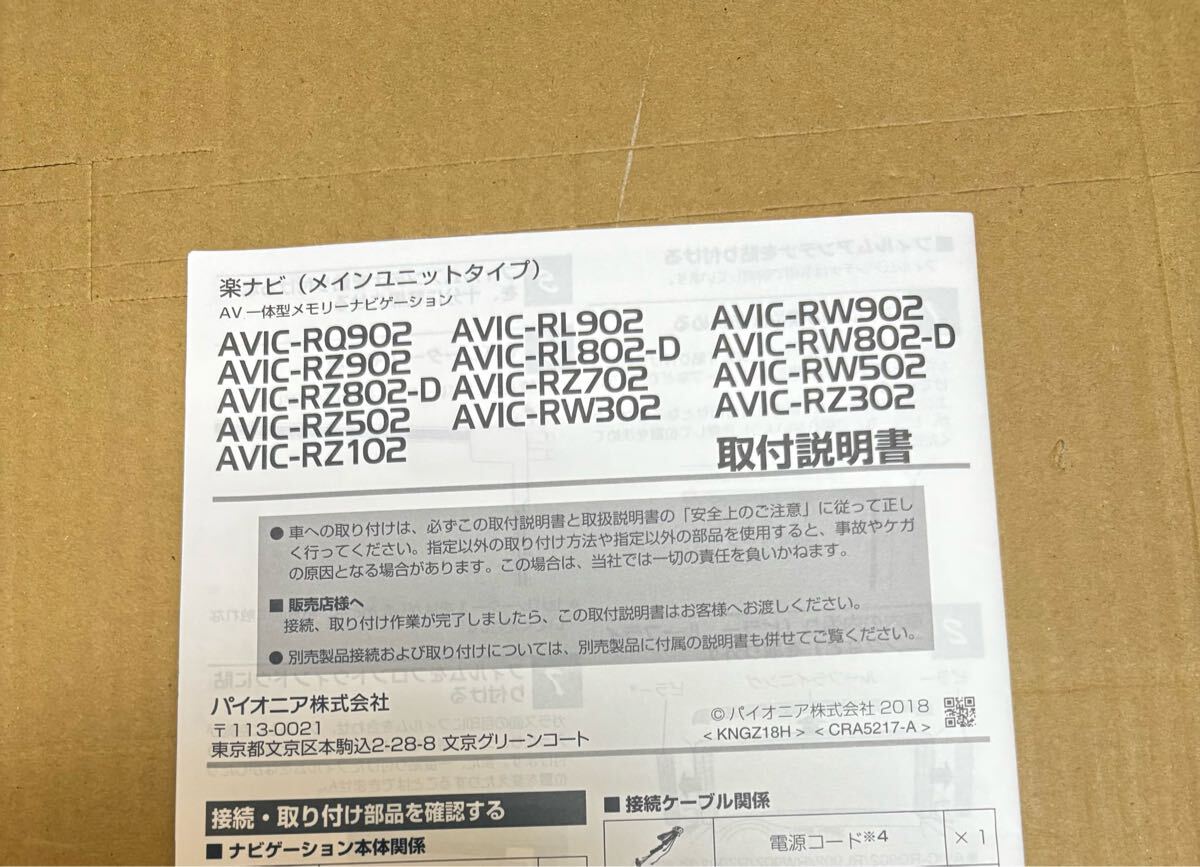 楽ナビ（メインユニットタイプ）
AV 一体型メモリーナビゲーション
AVIC-RQ902
AVIC-RZ902
AVIC-RZ802-D
AVIC-RZ502
AVIC-RZ102
AVIC-RL902
AVIC-RL802-D
AVIC-RZ702
AVIC-RW302
AVIC-RW902
AVIC-RW802-D
AVIC-RW502
AVIC-RZ302
取付説明書
● 車への取り付けは、必ずこの取付説明書と取扱説明書の「安全上のご注意」に従って正し
く行ってください。指定以外の取り付け方法や指定以外の部品を使用すると、事故やケガ
の原因となる場合があります。この場合は、当社では一切の責任を負いかねます。
■ 販売店様へ
接続、取り付け作業が完了しましたら、この取付説明書はお客様へお渡しください。
● 別売製品接続および取り付けについては、別売製品に付属の説明書も併せてご覧ください。
パイオニア株式会社
〒113-0021
東京都文京区本駒込2-28-8 文京グリーンコート
© パイオニア株式会社 2018
< KNGZ18H > < CRA5217-A >
接続・取り付け部品を確認する
■ ナビゲーション本体関係
■ 接続ケーブル関係
電源コード※4
× 1